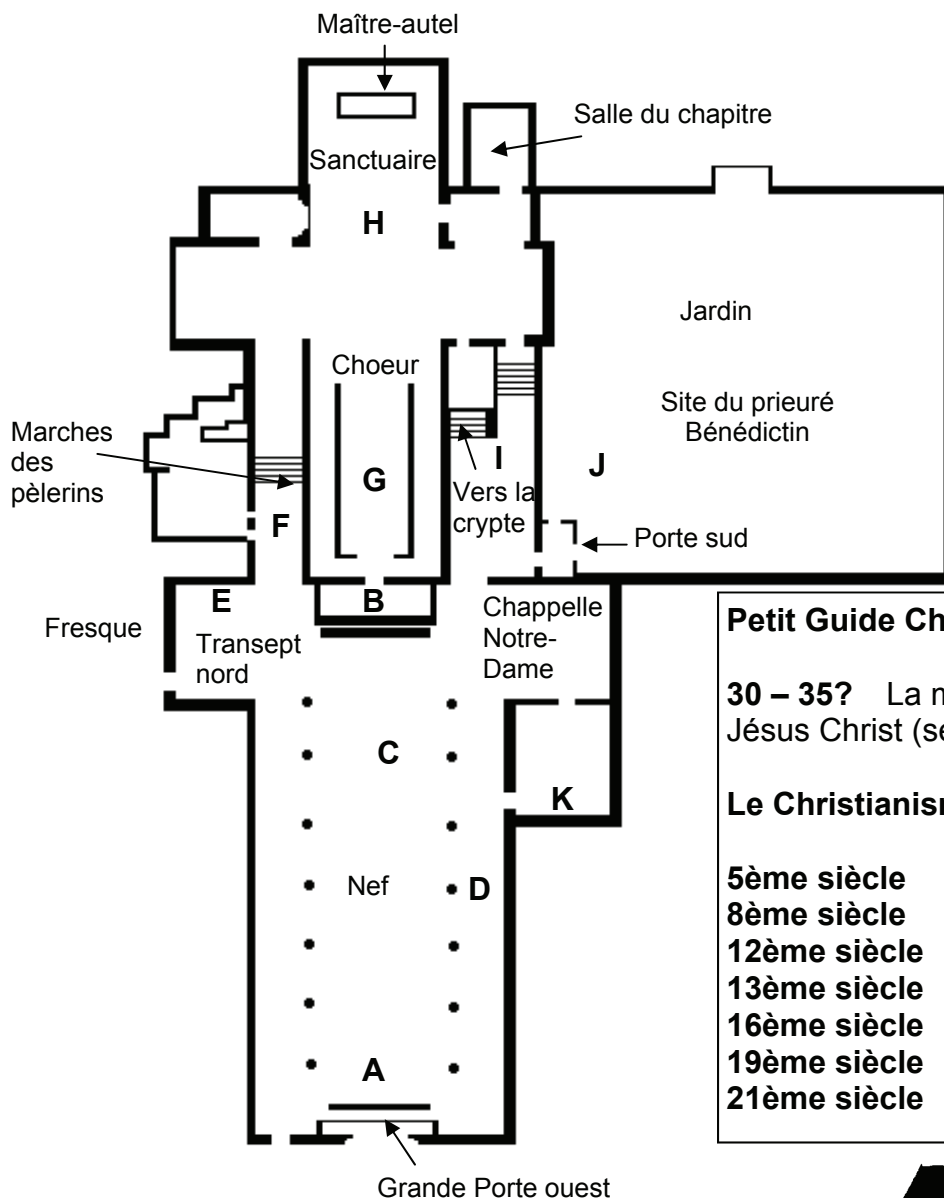 Maître-autel
Salle du chapitre
Sanctuaire
H
Jardin
Choeur
Site du prieuré
Bénédictin
Marches
des
pèlerins
G
I
J
Vers la
crypte
F
Porte sud
E
B
Chappelle
Notre-
Dame
Fresque
Transept
nord
C
K
Nef
D
A
Grande Porte ouest
Petit Guide Ch
30 – 35? La
Jésus Christ
Le Christianis
5ème siècle
8ème siècle
12ème siècle
13ème siècle
16ème siècle
19ème siècle
21ème siècle